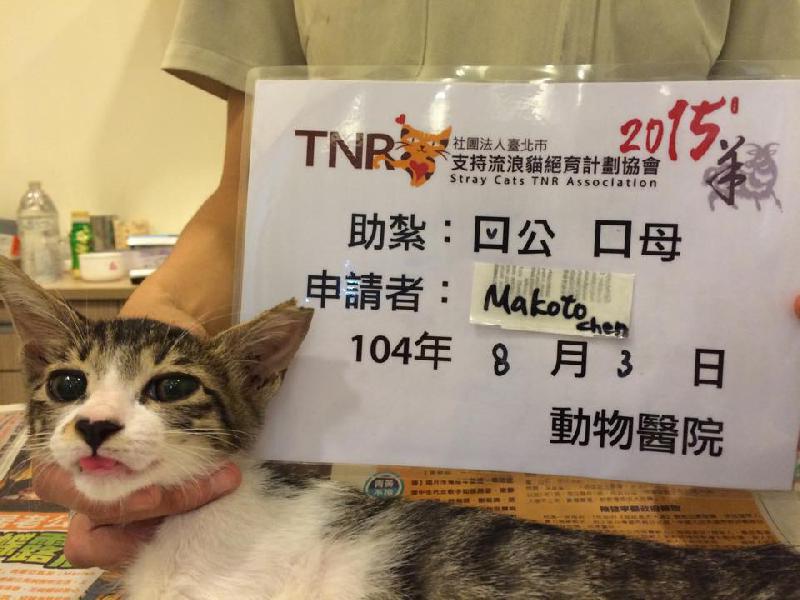 TNR
社團法人臺北市
支持流浪貓絕育計劃協會
Stray Cats TNR Association
2015
羊
助紮：口公 口母
申請者：Makoto chen
104年 8 月 3 日
動物醫院